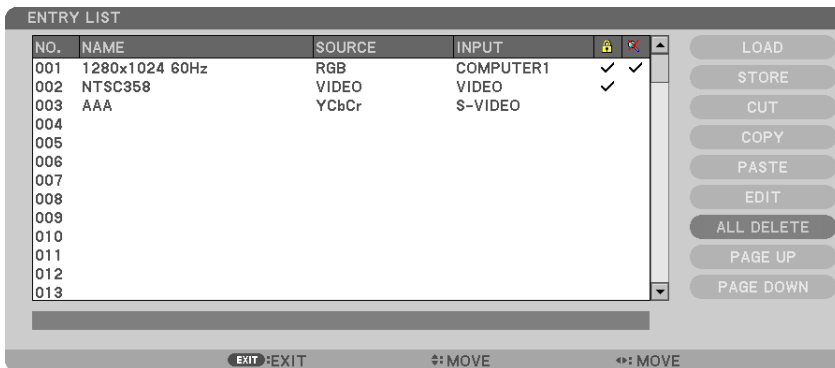 ENTRY LIST
NO. NAME SOURCE INPUT
001 1280x1024 60Hz RGB COMPUTER1 ✓ ✓
002 NTSC358 VIDEO VIDEO ✓
003 AAA YCbCr S-VIDEO
004
005
006
007
008
009
010
011
012
013
LOAD
STORE
CUT
COPY
PASTE
EDIT
ALL DELETE
PAGE UP
PAGE DOWN
EXIT :EXIT ♦: MOVE ◂▸: MOVE